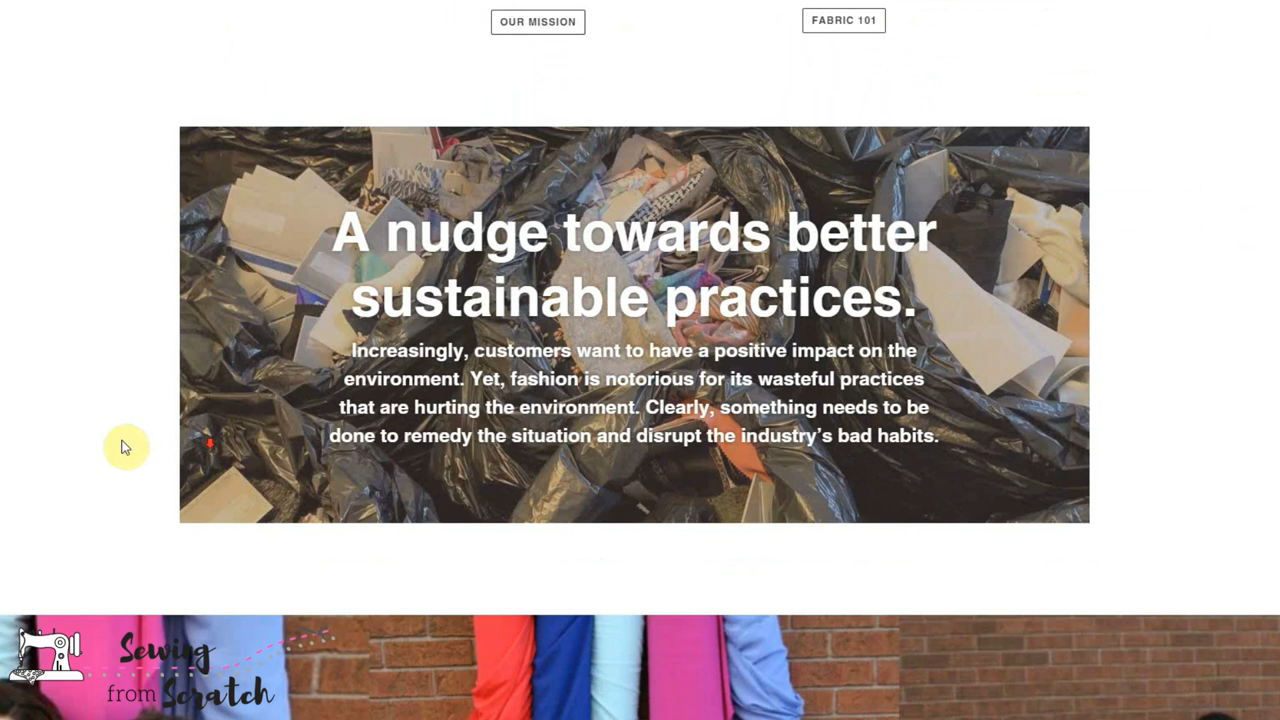 OUR MISSION
FABRIC 101
A nudge towards better
sustainable practices.
Increasingly, customers want to have a positive impact on the
environment. Yet, fashion is notorious for its wasteful practices
that are hurting the environment. Clearly, something needs to be
done to remedy the situation and disrupt the industry’s bad habits.
Sewing
from Scratch